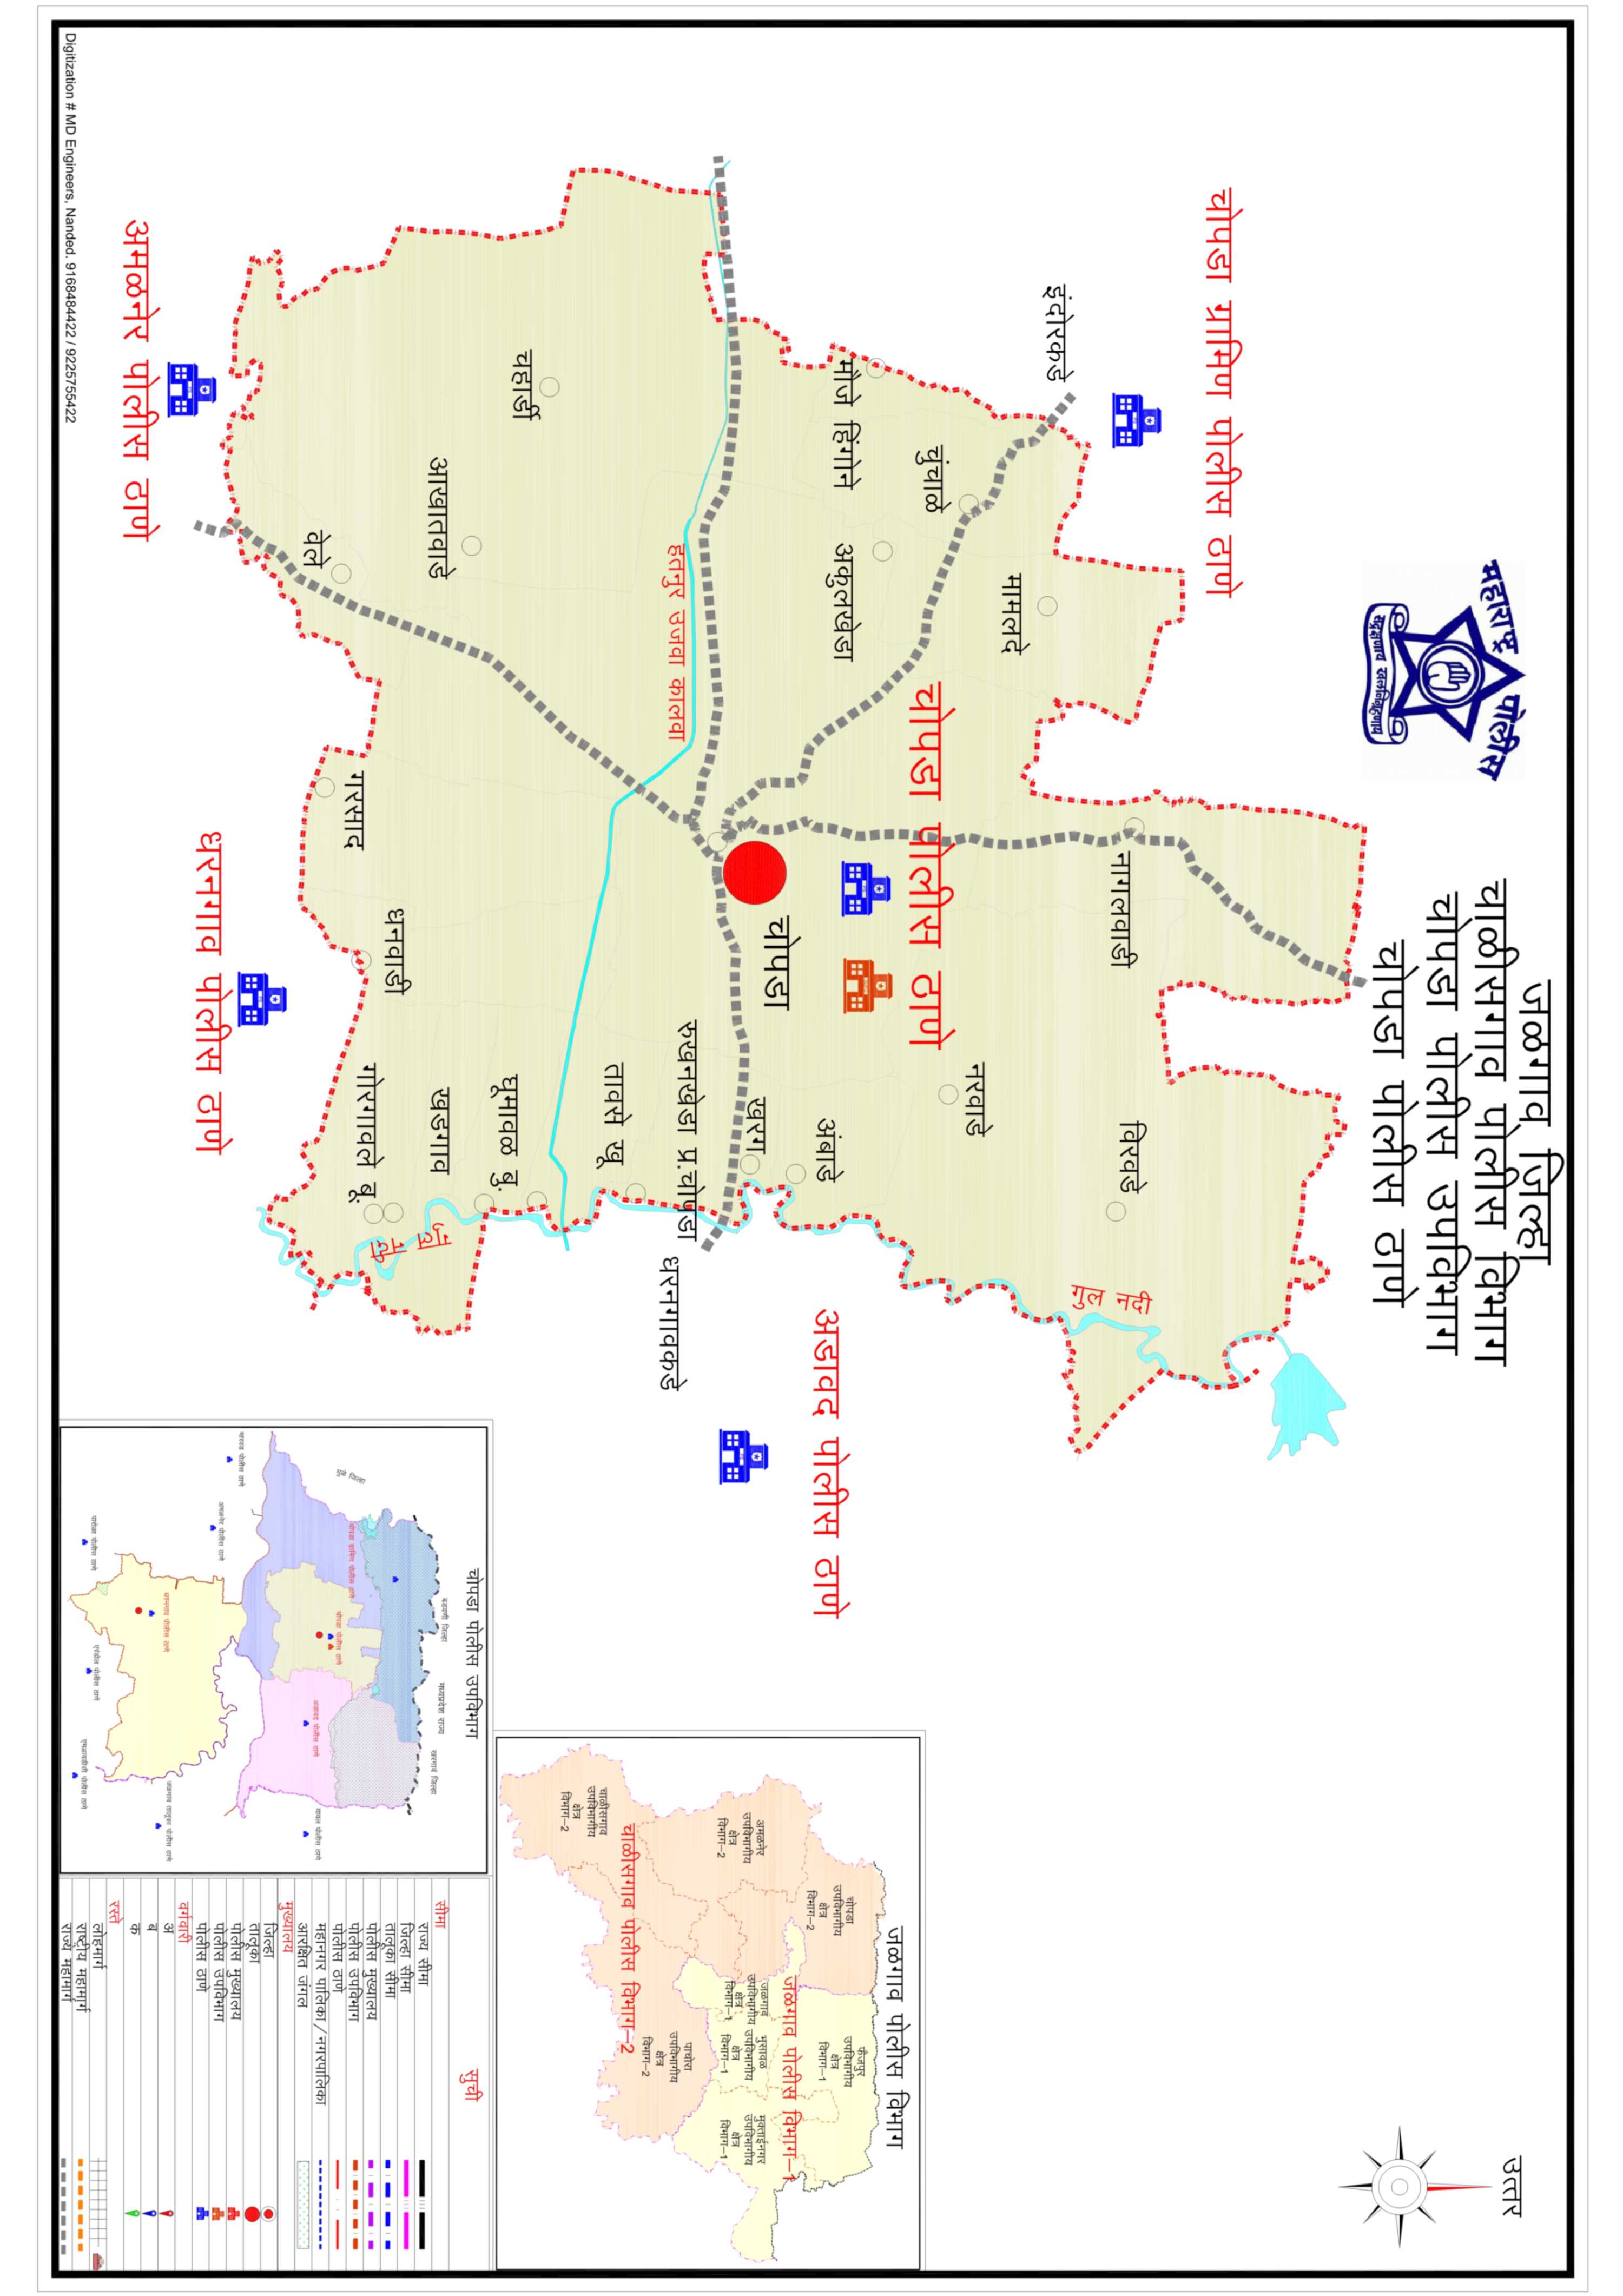 जळगाव जिल्हा
चाळीसगाव पोलीस विभाग
चोपडा पोलीस उपविभाग
चोपडा पोलीस ठाणे
महाराष्ट्र पोलीस
सद्रक्षणाय खलनिग्रहणाय
उत्तर
चोपडा ग्रामिण पोलीस ठाणे
इंदोरकडे
नागलवाडी
विरवडे
गुल नदी
मामलदे
नरवाडे
चुंचाळे
चोपडा पोलीस ठाणे
मौजे हिंगोने
अकुलखेडा
अंबाडे
अडावद पोलीस ठाणे
चोपडा
खरग
हतनुर उजवा कालवा
रुखनखेडा प्र.चोपडा
धरनगावकडे
तावसे खू
चहार्डी
घूमावळ बु.
आखातवाडे
खडगाव
गुल नदी
धनवाडी
गोरगावले बू.
गरसाद
वेले
धरनगाव पोलीस ठाणे
अमळनेर पोलीस ठाणे
Digitization # MD Engineers, Nanded. 9168484422 / 9225755422
जळगाव पोलीस विभाग
चोपडा
उपविभागीय
क्षेत्र
विभाग-2
फैजपुर
उपविभागीय
क्षेत्र
विभाग-1
जळगाव पोलीस विभाग-1
अमळनेर
उपविभागीय
क्षेत्र
विभाग-2
जळगाव
उपविभागीय
क्षेत्र
विभाग-1
भुसावळ
उपविभागीय
क्षेत्र
विभाग-1
मुक्ताईनगर
उपविभागीय
क्षेत्र
विभाग-1
पाचोरा
उपविभागीय
क्षेत्र
विभाग-2
चाळीसगाव पोलीस विभाग-2
चाळीसगाव
उपविभागीय
क्षेत्र
विभाग-2
चोपडा पोलीस उपविभाग
बडवणी जिल्हा
मध्यप्रदेश राज्य
खरगावं जिल्हा
चोपडा ग्रामिण पोलीस ठाणे
चोपडा पोलीस ठाणे
अडावद पोलीस ठाणे
यावल पोलीस ठाणे
मारवड पोलीस ठाणे
अमळनेर पोलीस ठाणे
धरनगाव पोलीस ठाणे
जळगाव तालूका पोलीस ठाणे
पारोळा पोलीस ठाणे
एरंडोल पोलीस ठाणे
एमआयडीसी पोलीस ठाणे
सुची
सीमा
राज्य सीमा
जिल्हा सीमा
तालूका सीमा
पोलीस मुख्यालय
पोलीस उपविभाग
पोलीस ठाणे
महानगर पालिका/नगरपालिका
आरक्षित जंगल
मुख्यालय
जिल्हा
तालूका
पोलीस मुख्यालय
पोलीस उपविभाग
पोलीस ठाणे
वर्गवारी
अ
ब
क
रस्ते
लोहमार्ग
राष्टीय महामार्ग
राज्य महामार्ग